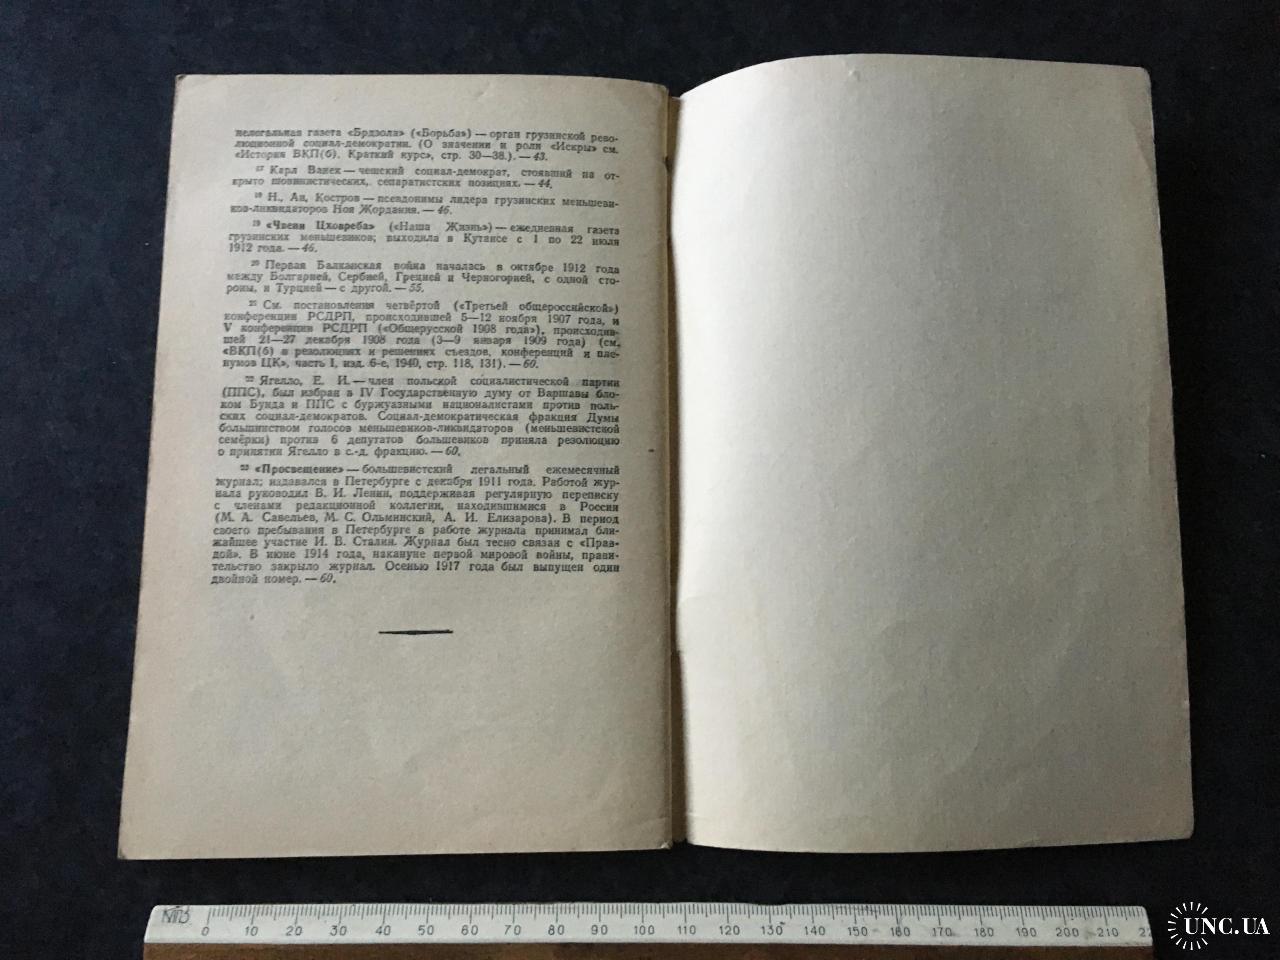 нелегальная газета «Брдзола» («Борьба») — орган грузинской рево-
люционной социал-демократии. (О значении и роли «Искры» см.
«История ВКП(б). Краткий курс», стр. 30—38.). — 43.
17 Карл Ванек — чешский социал-демократ, стоявший на от-
крыто шовинистических, сепаратистских позициях. — 44.
18 Н., Ан, Костров — псевдонимы лидера грузинских меньшеви-
ков-ликвидаторов Ноя Жордания. — 46.
19 «Чвени Цховреба» («Наша Жизнь») — ежедневная газета
грузинских меньшевиков; выходила в Кутаисе с 1 по 22 июля
1912 года. — 46.
20 Первая Балканская война началась в октябре 1912 года
между Болгарией, Сербией, Грецией и Черногорией, с одной сто-
роны, и Турцией — с другой. — 55.
21 См. постановления четвёртой («Третьей общероссийской»)
конференции РСДРП, происходившей 5—12 ноября 1907 года, и
V конференции РСДРП («Общерусской 1908 года»), происходив-
шей 21—27 декабря 1908 года (3—9 января 1909 года) (см.
«ВКП(б) в резолюциях и решениях съездов, конференций и пле-
нумов ЦК», часть I, изд. 6-е, 1940, стр. 118, 131). — 60.
22 Ягелло, Е. И. — член польской социалистической партии
(ППС), был избран в IV Государственную думу от Варшавы бло-
ком Бунда и ППС с буржуазными националистами против поль-
ских социал-демократов. Социал-демократическая фракция Думы
большинством голосов меньшевиков-ликвидаторов (меньшевистской
семёрки) против 6 депутатов большевиков приняла резолюцию
о принятии Ягелло в с.-д. фракцию. — 60.
23 «Просвещение» — большевистский легальный ежемесячный
журнал; издавался в Петербурге с декабря 1911 года. Работой жур-
нала руководил В. И. Ленин, поддерживая регулярную переписку
с членами редакционной коллегии, находившимися в России
(М. А. Савельев, М. С. Ольминский, А. И. Елизарова). В период
своего пребывания в Петербурге в работе журнала принимал бли-
жайшее участие И. В. Сталин. Журнал был тесно связан с «Прав-
дой». В июне 1914 года, накануне первой мировой войны, прави-
тельство закрыло журнал. Осенью 1917 года был выпущен один
двойной номер. — 60.
0 10 20 30 40 50 60 70 80 90 100 110 120 130 140 150 160 170 180 190 200 210
UNC.UA